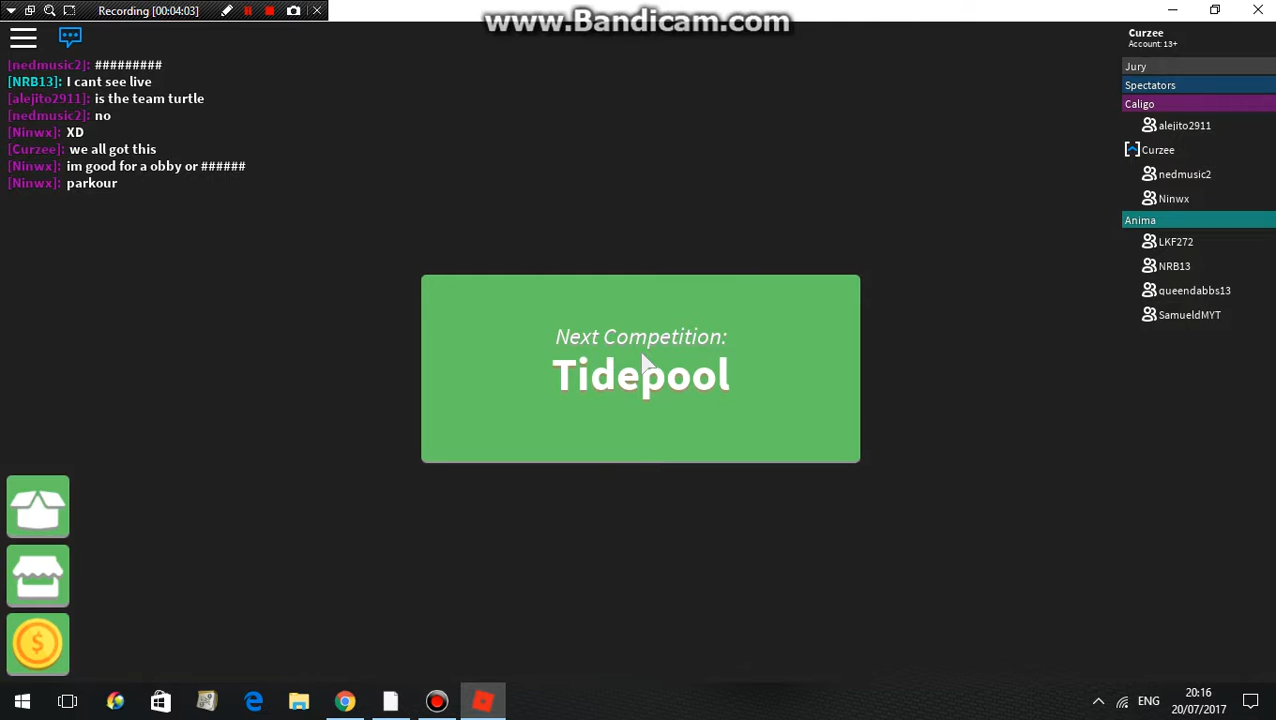 Recording [00:04:03]
www.Bandicam.com
[nedmusic2]: #########
[NRB13]: I cant see live
[alejito2911]: is the team turtle
[nedmusic2]: no
[Ninwx]: XD
[Curzee]: we all got this
[Ninwx]: im good for a obby or ######
[Ninwx]: parkour
Curzee
Account: 13+
Jury
Spectators
Caligo
alejito2911
Curzee
nedmusic2
Ninwx
Anima
LKF272
NRB13
queendabbs13
SamueldMYT
Next Competition:
Tidepool
ENG
20:16
20/07/2017